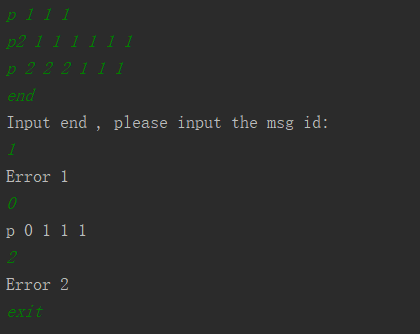 p 1 1 1
p2 1 1 1 1 1 1
p 2 2 2 1 1 1
end
Input end , please input the msg id:
1
Error 1
0
p 0 1 1 1
2
Error 2
exit